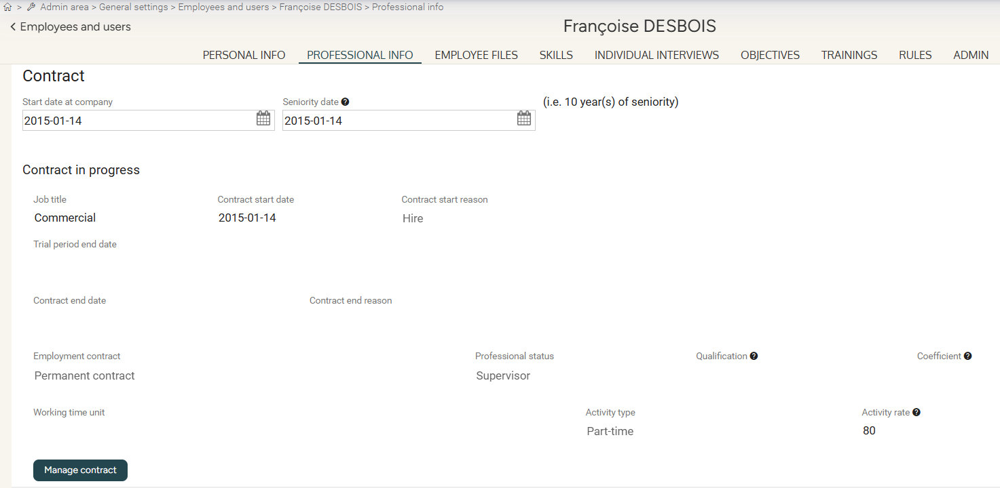 > Admin area > General settings > Employees and users > Françoise DESBOIS > Professional info
Employees and users
Françoise DESBOIS
PERSONAL INFO PROFESSIONAL INFO EMPLOYEE FILES SKILLS INDIVIDUAL INTERVIEWS OBJECTIVES TRAININGS RULES ADMIN
Contract
Start date at company Seniority date ? (i.e. 10 year(s) of seniority)
2015-01-14 2015-01-14
Contract in progress
Job title Contract start date Contract start reason
Commercial 2015-01-14 Hire
Trial period end date
Contract end date Contract end reason
Employment contract Professional status Qualification ? Coefficient ?
Permanent contract Supervisor
Working time unit Activity type Activity rate ?
Part-time 80
Manage contract